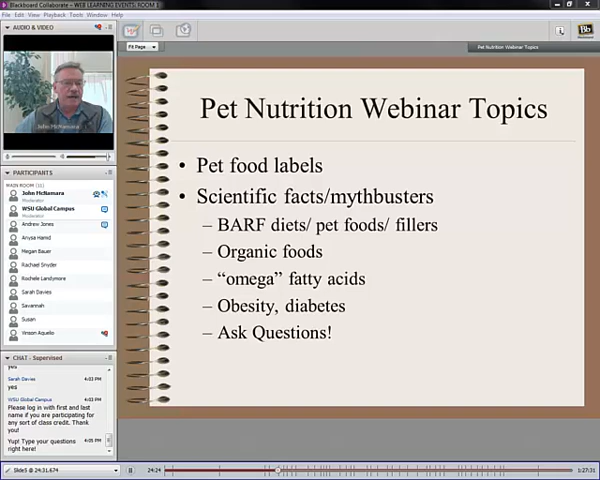 Blackboard Collaborate – WEB LEARNING EVENTS: ROOM 1
File Edit View Playback Tools Window Help
AUDIO & VIDEO
John McNamara
PARTICIPANTS
MAIN ROOM (11)
John McNamara
Moderator
WSU Global Campus
Moderator
Andrew Jones
Anysa Hamid
Megan Bauer
Rachael Snyder
Rochele Landymore
Sarah Davies
Savannah
Susan
Vinson Aquello
CHAT - Supervised
yes
Sarah Davies 4:03 PM
yes
WSU Global Campus 4:03 PM
Please log in with first and last
name if you are participating for
any sort of class credit. Thank
you!
Yup! Type questions 4:05 PM
right here!
Fit Page
Pet Nutrition Webinar Topics
Bb
Pet Nutrition Webinar Topics
• Pet food labels
• Scientific facts/mythbusters
– BARF diets/ pet foods/ fillers
– Organic foods
– “omega” fatty acids
– Obesity, diabetes
– Ask Questions!
Slide5 @ 24:31.674
24:24
1:27:31